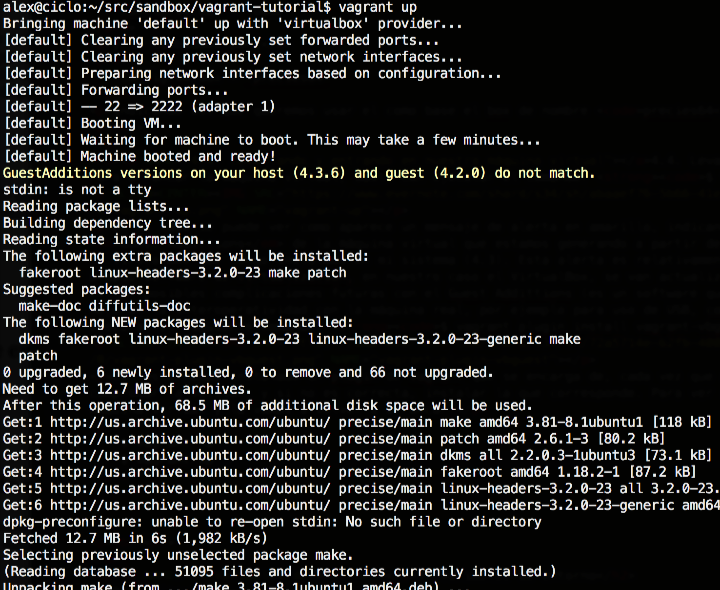 alex@ciclo:~/src/sandbox/vagrant-tutorial$ vagrant up
Bringing machine 'default' up with 'virtualbox' provider...
[default] Clearing any previously set forwarded ports...
[default] Clearing any previously set network interfaces...
[default] Preparing network interfaces based on configuration...
[default] Forwarding ports...
[default] -- 22 => 2222 (adapter 1)
[default] Booting VM...
[default] Waiting for machine to boot. This may take a few minutes...
[default] Machine booted and ready!
GuestAdditions versions on your host (4.3.6) and guest (4.2.0) do not match.
stdin: is not a tty
Reading package lists...
Building dependency tree...
Reading state information...
The following extra packages will be installed:
  fakeroot linux-headers-3.2.0-23 make patch
Suggested packages:
  make-doc diffutils-doc
The following NEW packages will be installed:
  dkms fakeroot linux-headers-3.2.0-23 linux-headers-3.2.0-23-generic make
  patch
0 upgraded, 6 newly installed, 0 to remove and 66 not upgraded.
Need to get 12.7 MB of archives.
After this operation, 68.5 MB of additional disk space will be used.
Get:1 http://us.archive.ubuntu.com/ubuntu/ precise/main make amd64 3.81-8.1ubuntu1 [118 kB]
Get:2 http://us.archive.ubuntu.com/ubuntu/ precise/main patch amd64 2.6.1-3 [80.2 kB]
Get:3 http://us.archive.ubuntu.com/ubuntu/ precise/main dkms all 2.2.0.3-1ubuntu3 [73.1 kB]
Get:4 http://us.archive.ubuntu.com/ubuntu/ precise/main fakeroot amd64 1.18.2-1 [87.2 kB]
Get:5 http://us.archive.ubuntu.com/ubuntu/ precise/main linux-headers-3.2.0-23 all 3.2.0-23.
Get:6 http://us.archive.ubuntu.com/ubuntu/ precise/main linux-headers-3.2.0-23-generic amd64
dpkg-preconfigure: unable to re-open stdin: No such file or directory
Fetched 12.7 MB in 6s (1,982 kB/s)
Selecting previously unselected package make.
(Reading database ... 51095 files and directories currently installed.)
Unpacking make (from .../make_3.81-8.1ubuntu1_amd64.deb) ...